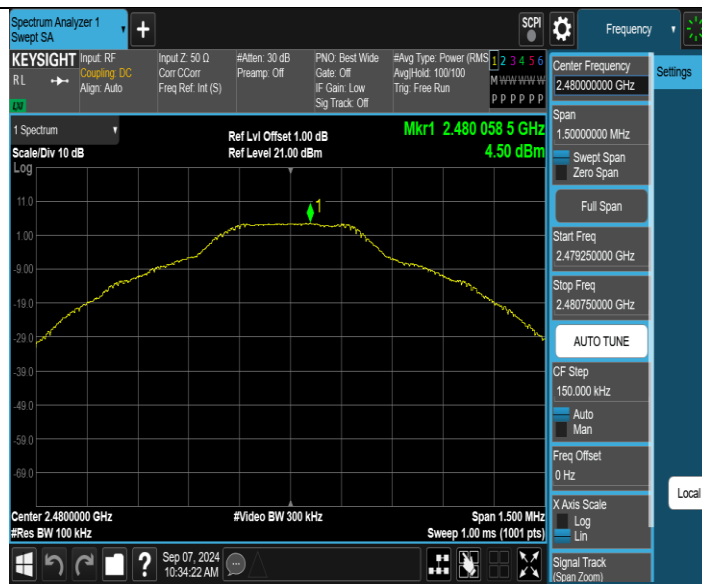 Spectrum Analyzer 1
Swept SA
+
SCPI
Frequency
KEYSIGHT
RL
LXI
Input: RF
Coupling: DC
Align: Auto
Input Z: 50 Ω
Corr CCorr
Freq Ref: Int (S)
#Atten: 30 dB
Preamp: Off
PNO: Best Wide
Gate: Off
IF Gain: Low
Sig Track: Off
#Avg Type: Power (RMS
Avg|Hold: 100/100
Trig: Free Run
1 2 3 4 5 6
M W W W W W
P P P P P P
1 Spectrum
Scale/Div 10 dB
Log
Ref Lvl Offset 1.00 dB
Ref Level 21.00 dBm
Mkr1 2.480 058 5 GHz
4.50 dBm
1
11.0
1.00
-9.00
-19.0
-29.0
-39.0
-49.0
-59.0
-69.0
Center 2.4800000 GHz
#Res BW 100 kHz
#Video BW 300 kHz
Span 1.500 MHz
Sweep 1.00 ms (1001 pts)
?
Sep 07, 2024
10:34:22 AM
Center Frequency
2.480000000 GHz
Span
1.50000000 MHz
Swept Span
Zero Span
Full Span
Start Freq
2.479250000 GHz
Stop Freq
2.480750000 GHz
AUTO TUNE
CF Step
150.000 kHz
Auto
Man
Freq Offset
0 Hz
X Axis Scale
Log
Lin
Signal Track
(Span Zoom)
Settings
Local